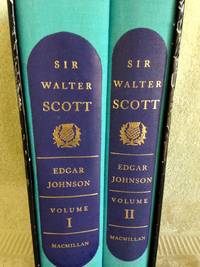 SIR
WALTER
SCOTT
EDGAR
JOHNSON
VOLUME
I
MACMILLAN
SIR
WALTER
SCOTT
EDGAR
JOHNSON
VOLUME
II
MACMILLAN